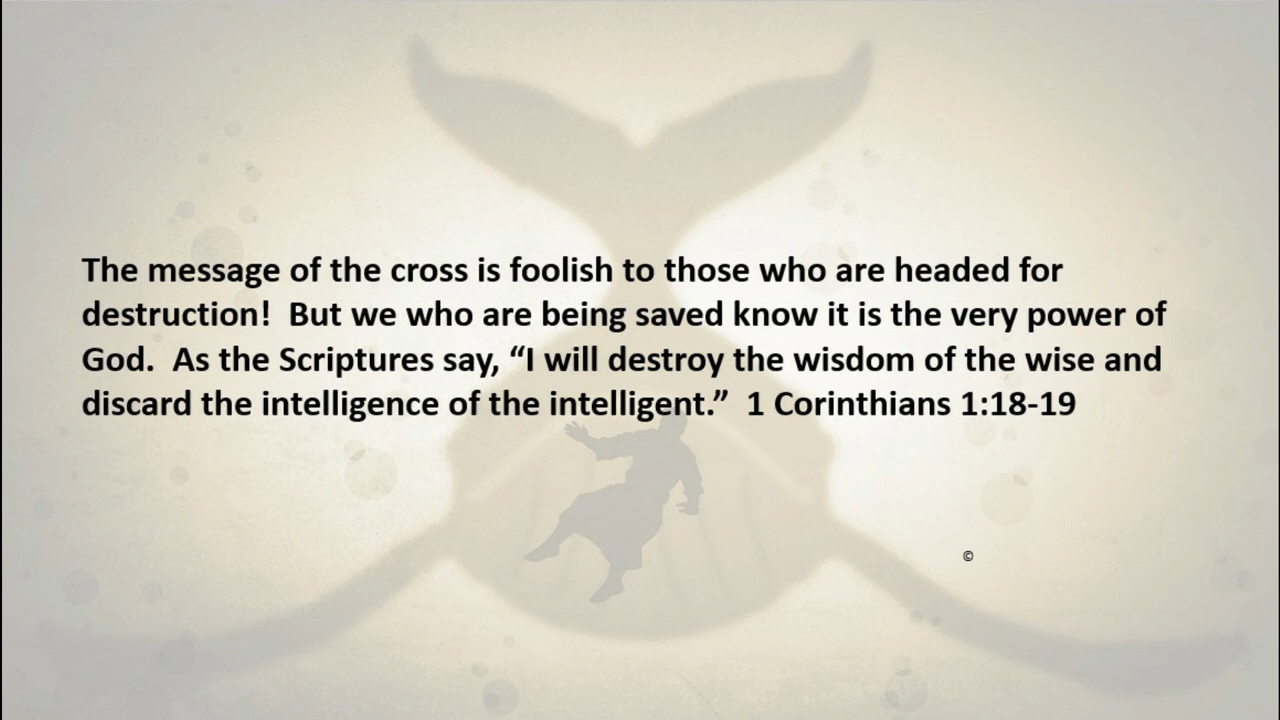 The message of the cross is foolish to those who are headed for
destruction!  But we who are being saved know it is the very power of
God.  As the Scriptures say, “I will destroy the wisdom of the wise and
discard the intelligence of the intelligent.”  1 Corinthians 1:18-19
©